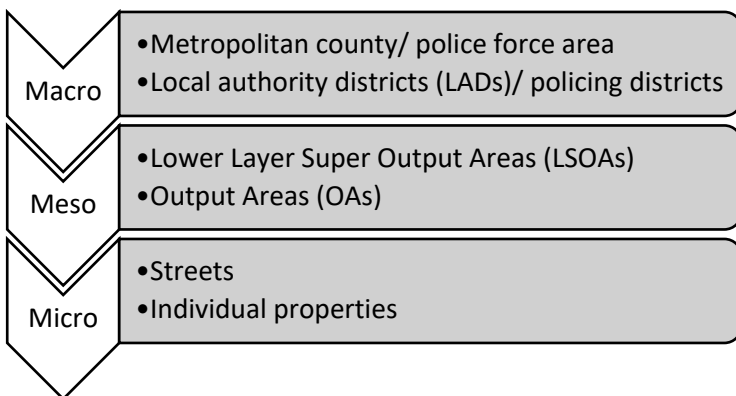 Macro
•Metropolitan county/ police force area
•Local authority districts (LADs)/ policing districts
Meso
•Lower Layer Super Output Areas (LSOAs)
•Output Areas (OAs)
Micro
•Streets
•Individual properties